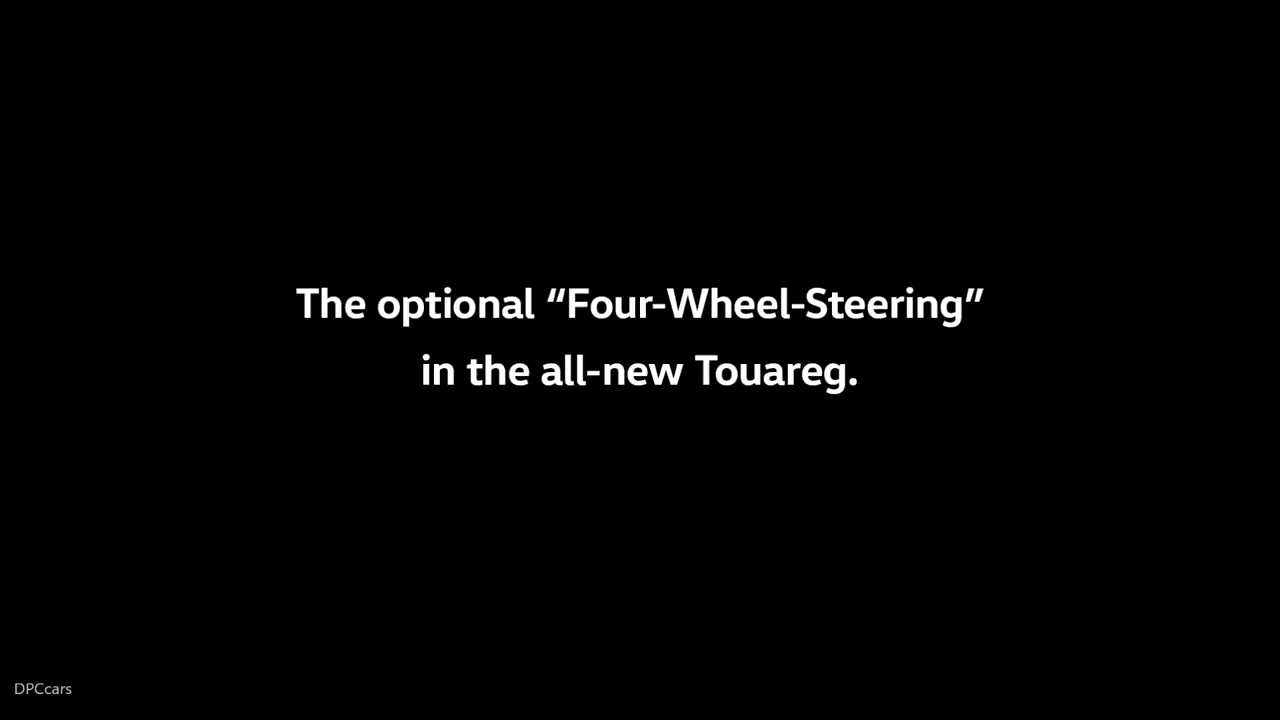 The optional “Four-Wheel-Steering”
in the all-new Touareg.
DPCcars